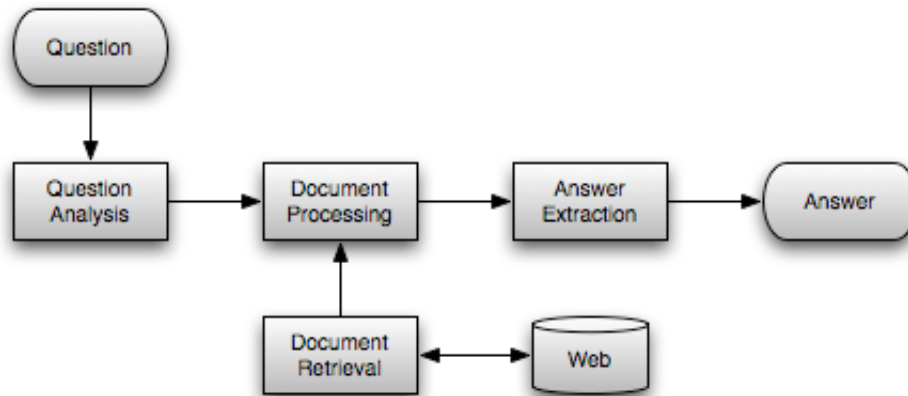 Question
Question
Analysis
Document
Processing
Answer
Extraction
Answer
Document
Retrieval
Web